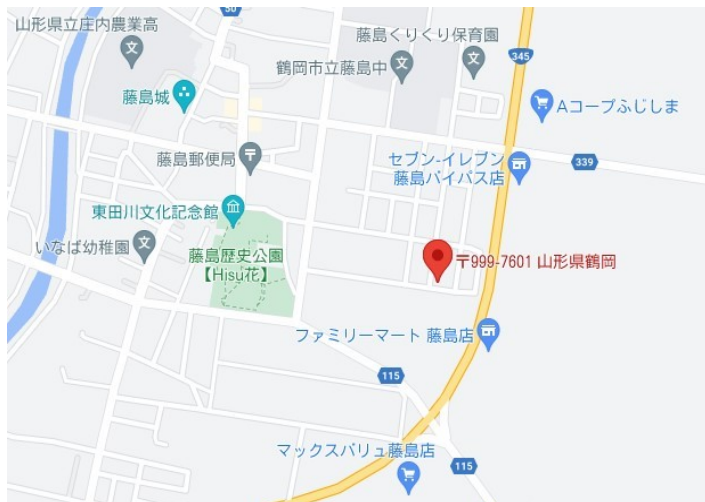 50
山形県立庄内農業高
藤島くりくり保育園
鶴岡市立藤島中
345
藤島城
Aコープふじしま
藤島郵便局
セブン-イレブン
藤島バイパス店
339
東田川文化記念館
いなば幼稚園
藤島歴史公園
【Hisu花】
〒999-7601 山形県鶴岡
ファミリーマート 藤島店
115
マックスバリュ藤島店
115